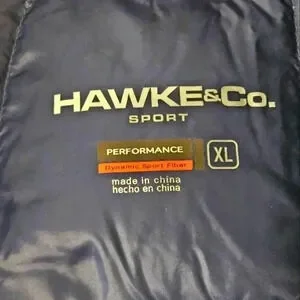 HAWKE&Co.
SPORT
PERFORMANCE
Dynamic Sport Fiber
XL
made in china
hecho en china